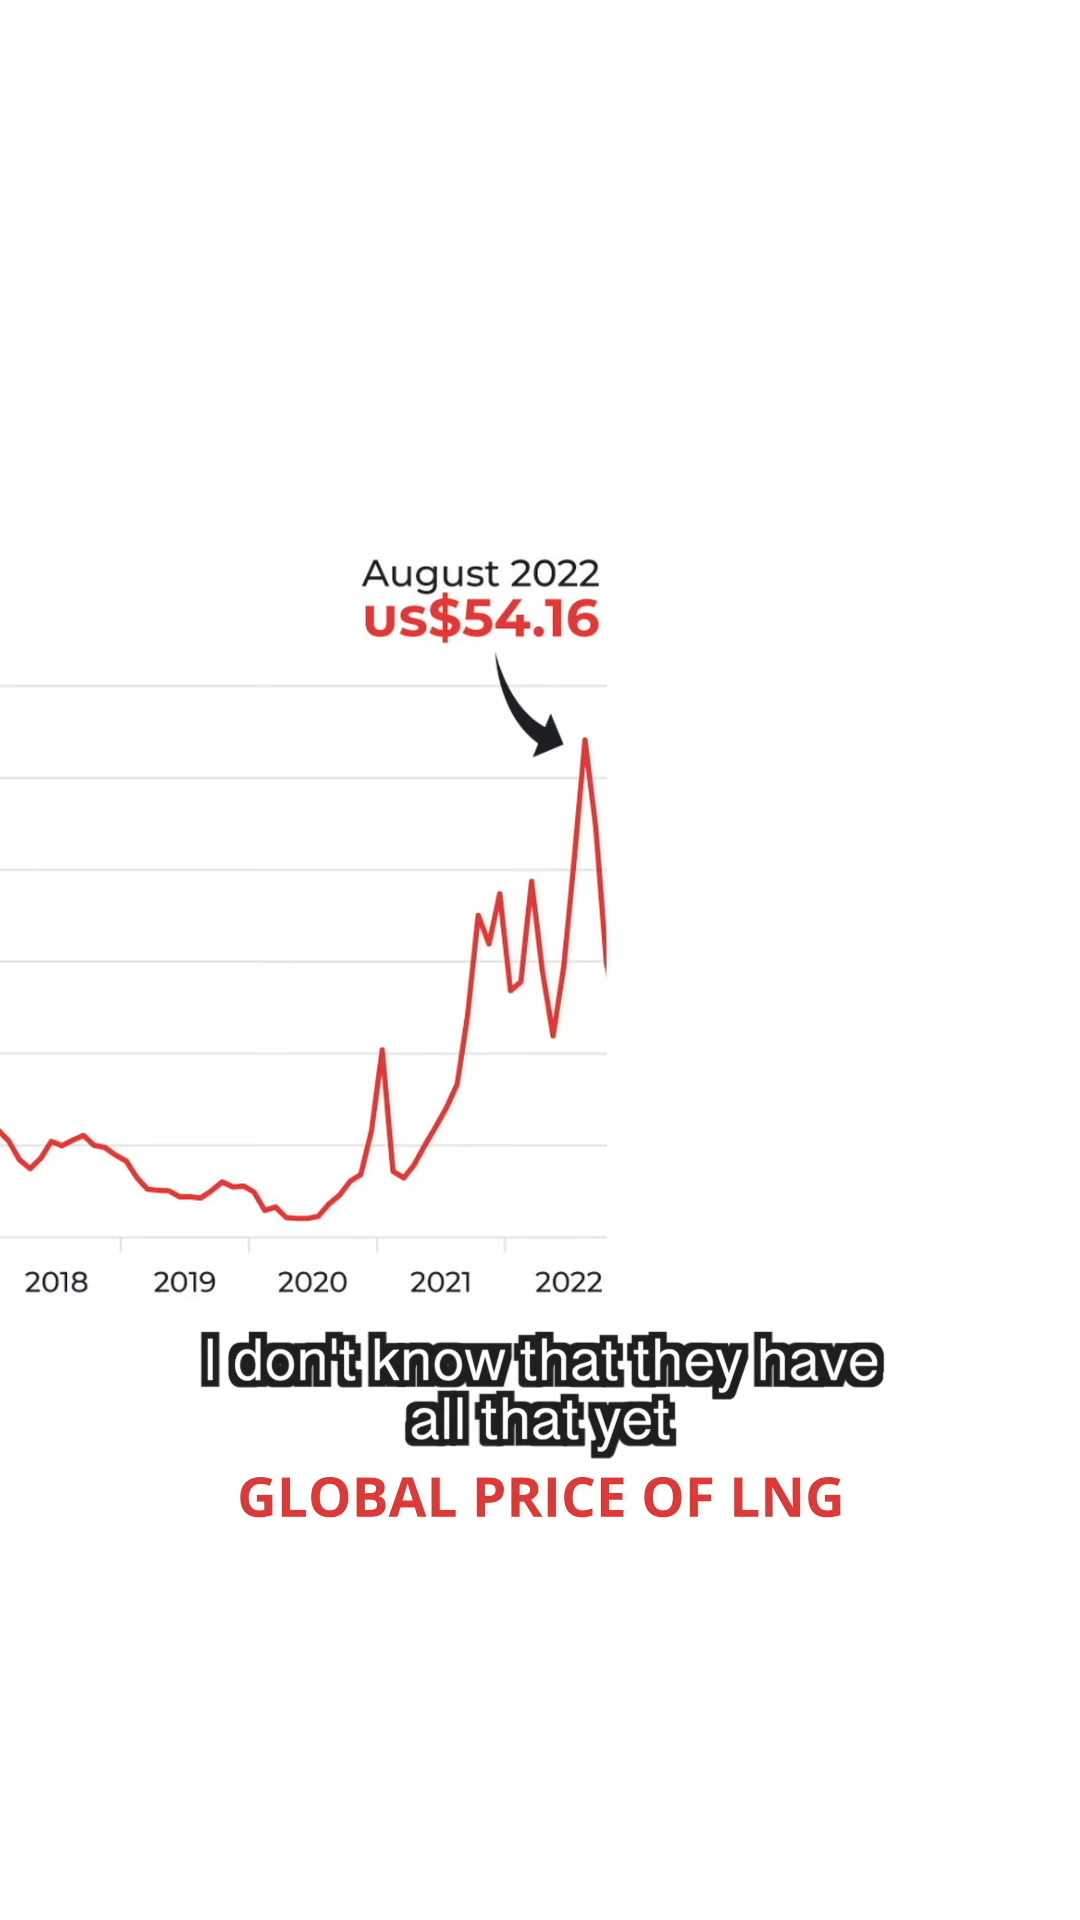 August 2022
US$54.16
2018 2019 2020 2021 2022
I don't know that they have
all that yet
GLOBAL PRICE OF LNG